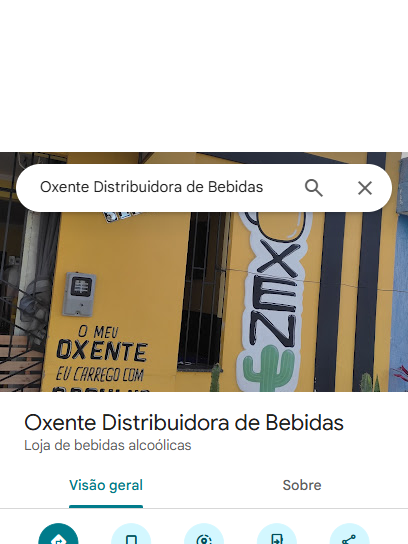 Oxente Distribuidora de Bebidas
OXEN
O MEU
OXENTE
EU CARREGO COM
Oxente Distribuidora de Bebidas
Loja de bebidas alcoólicas
Visão geral
Sobre